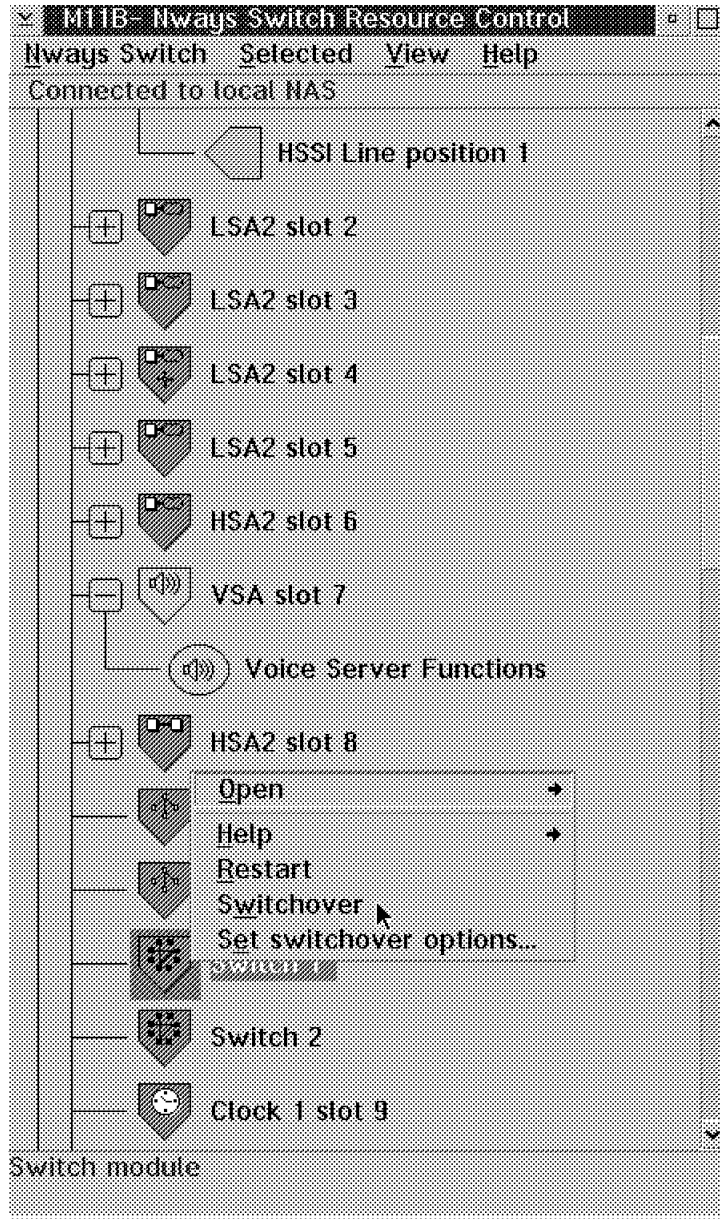 M11B- Nways Switch Resource Control
Nways Switch Selected View Help
Connected to local NAS
HSSI Line position 1
LSA2 slot 2
LSA2 slot 3
LSA2 slot 4
LSA2 slot 5
HSA2 slot 6
VSA slot 7
Voice Server Functions
HSA2 slot 8
Open
Help
Restart
Switchover
Set switchover options...
Switch 1
Switch 2
Clock 1 slot 9
Switch module